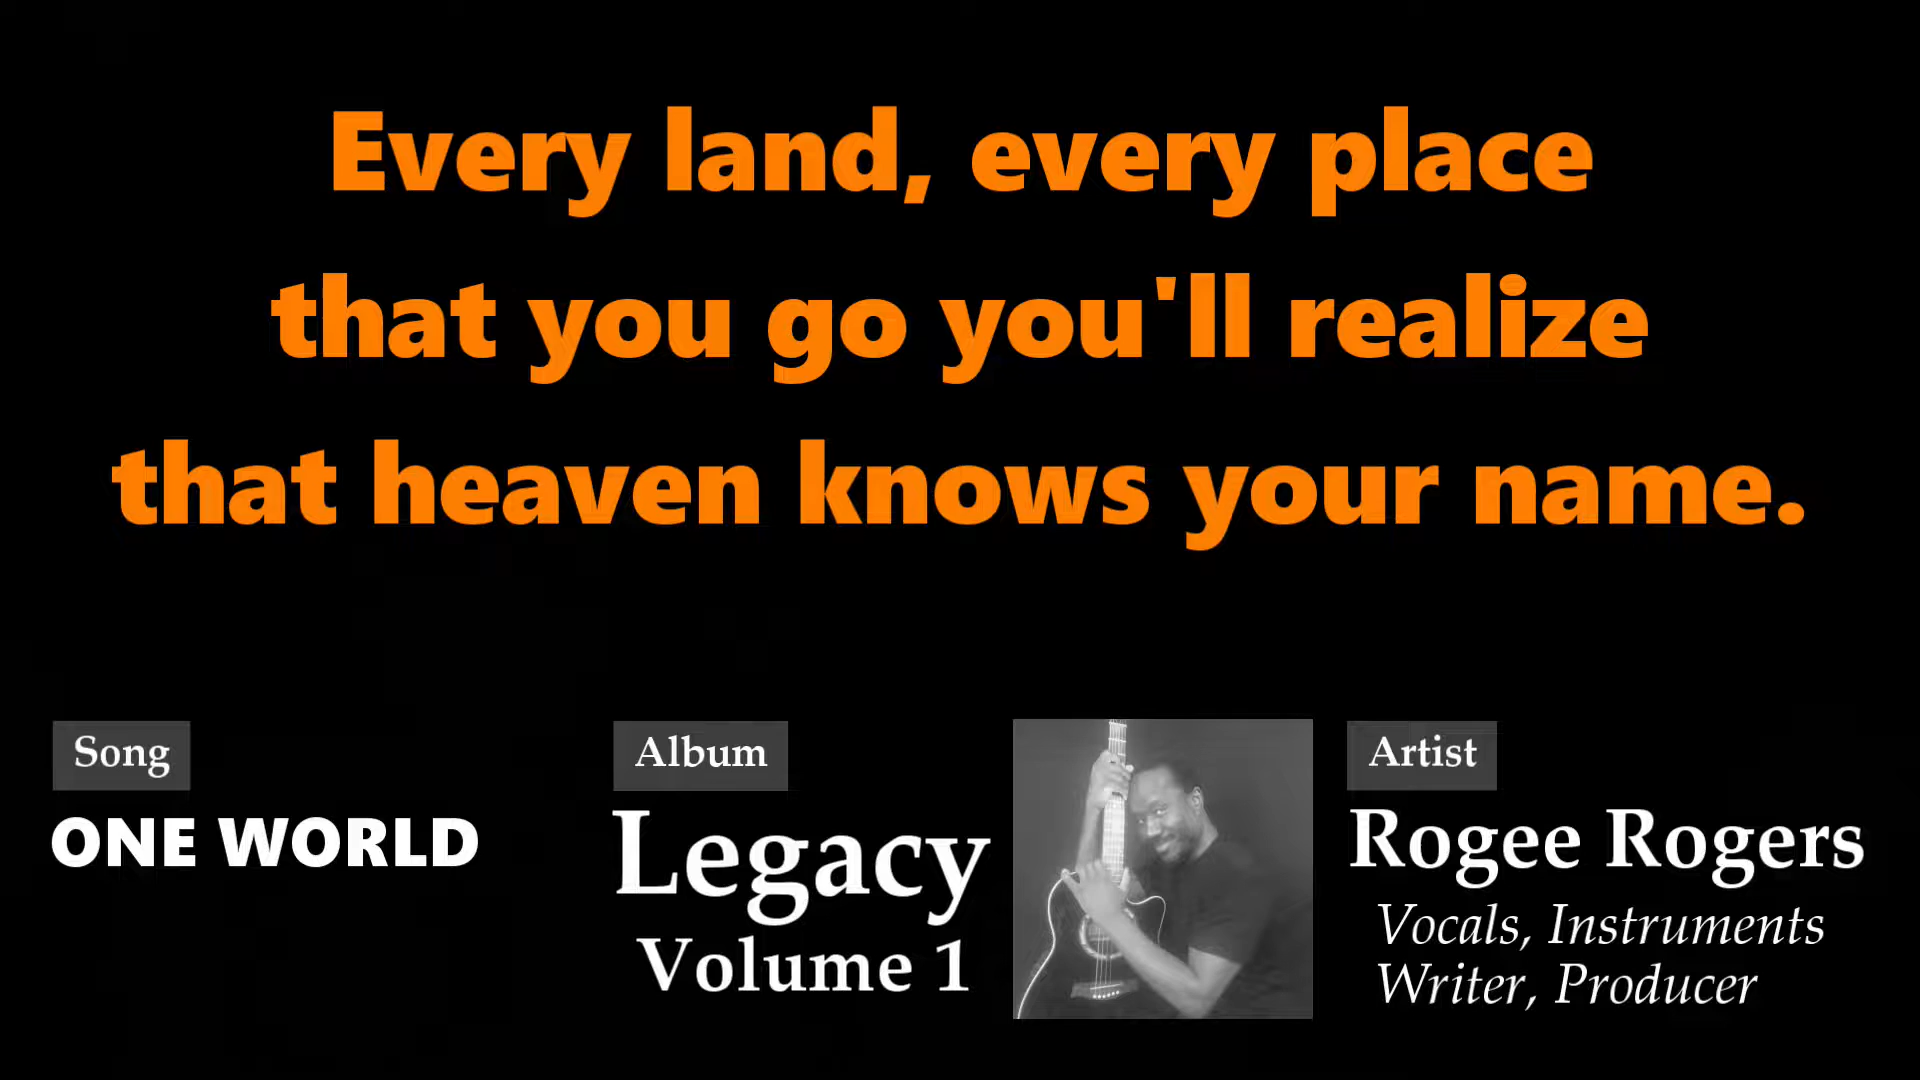 Every land, every place
that you go you'll realize
that heaven knows your name.
Song
ONE WORLD
Album
Legacy
Volume 1
Artist
Rogee Rogers
Vocals, Instruments
Writer, Producer